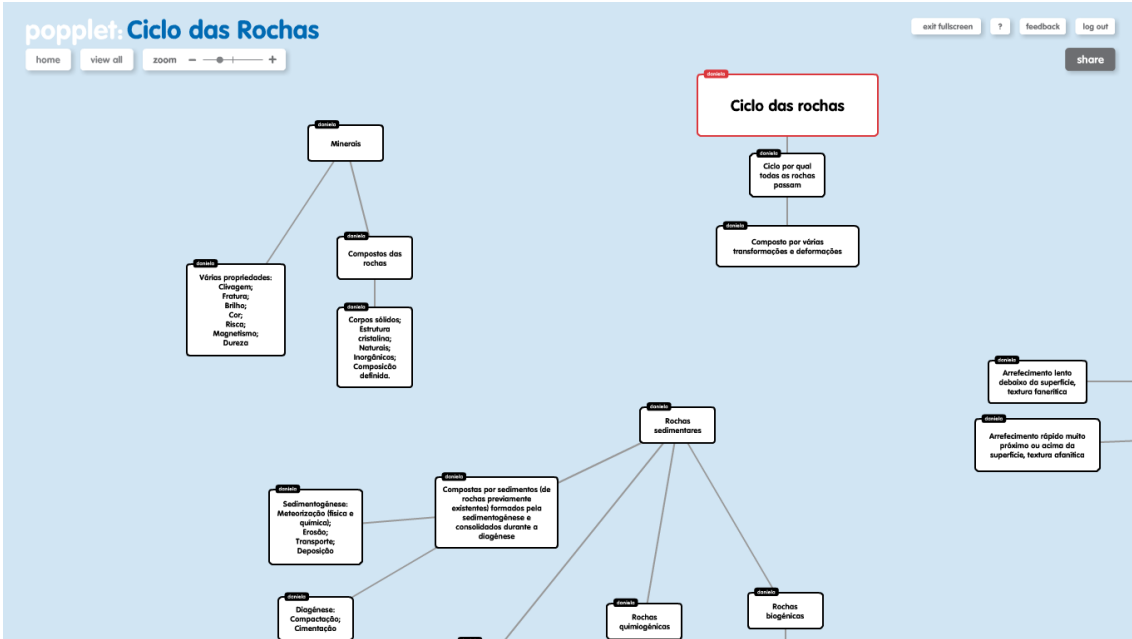 popplet: Ciclo das Rochas
exit fullscreen
?
feedback
log out
home
view all
zoom
share
daniela
Ciclo das rochas
daniela
Ciclo por qual
todas as rochas
passam
daniela
Composto por várias
transformações e deformações
daniela
Minerais
daniela
Compostos das
rochas
daniela
Várias propriedades:
Clivagem;
Fratura;
Brilho;
Cor;
Risca;
Magnetismo;
Dureza
daniela
Corpos sólidos;
Estrutura
cristalina;
Naturais;
Inorgânicos;
Composicão
definida.
daniela
Arrefecimento lento
debaixo da superfície,
textura fanerítica
daniela
Arrefecimento rápido muito
próximo ou acima da
superfície, textura afanítica
daniela
Rochas
sedimentares
daniela
Compostas por sedimentos (de
rochas previamente
existentes) formados pela
sedimentogénese e
consolidados durante a
diagénese
daniela
Sedimentogénese:
Meteorização (física e
química);
Erosão;
Transporte;
Deposição
daniela
Diagênese:
Compactação;
Cimentação
daniela
Rochas
quimiogénicas
daniela
Rochas
biogénicas